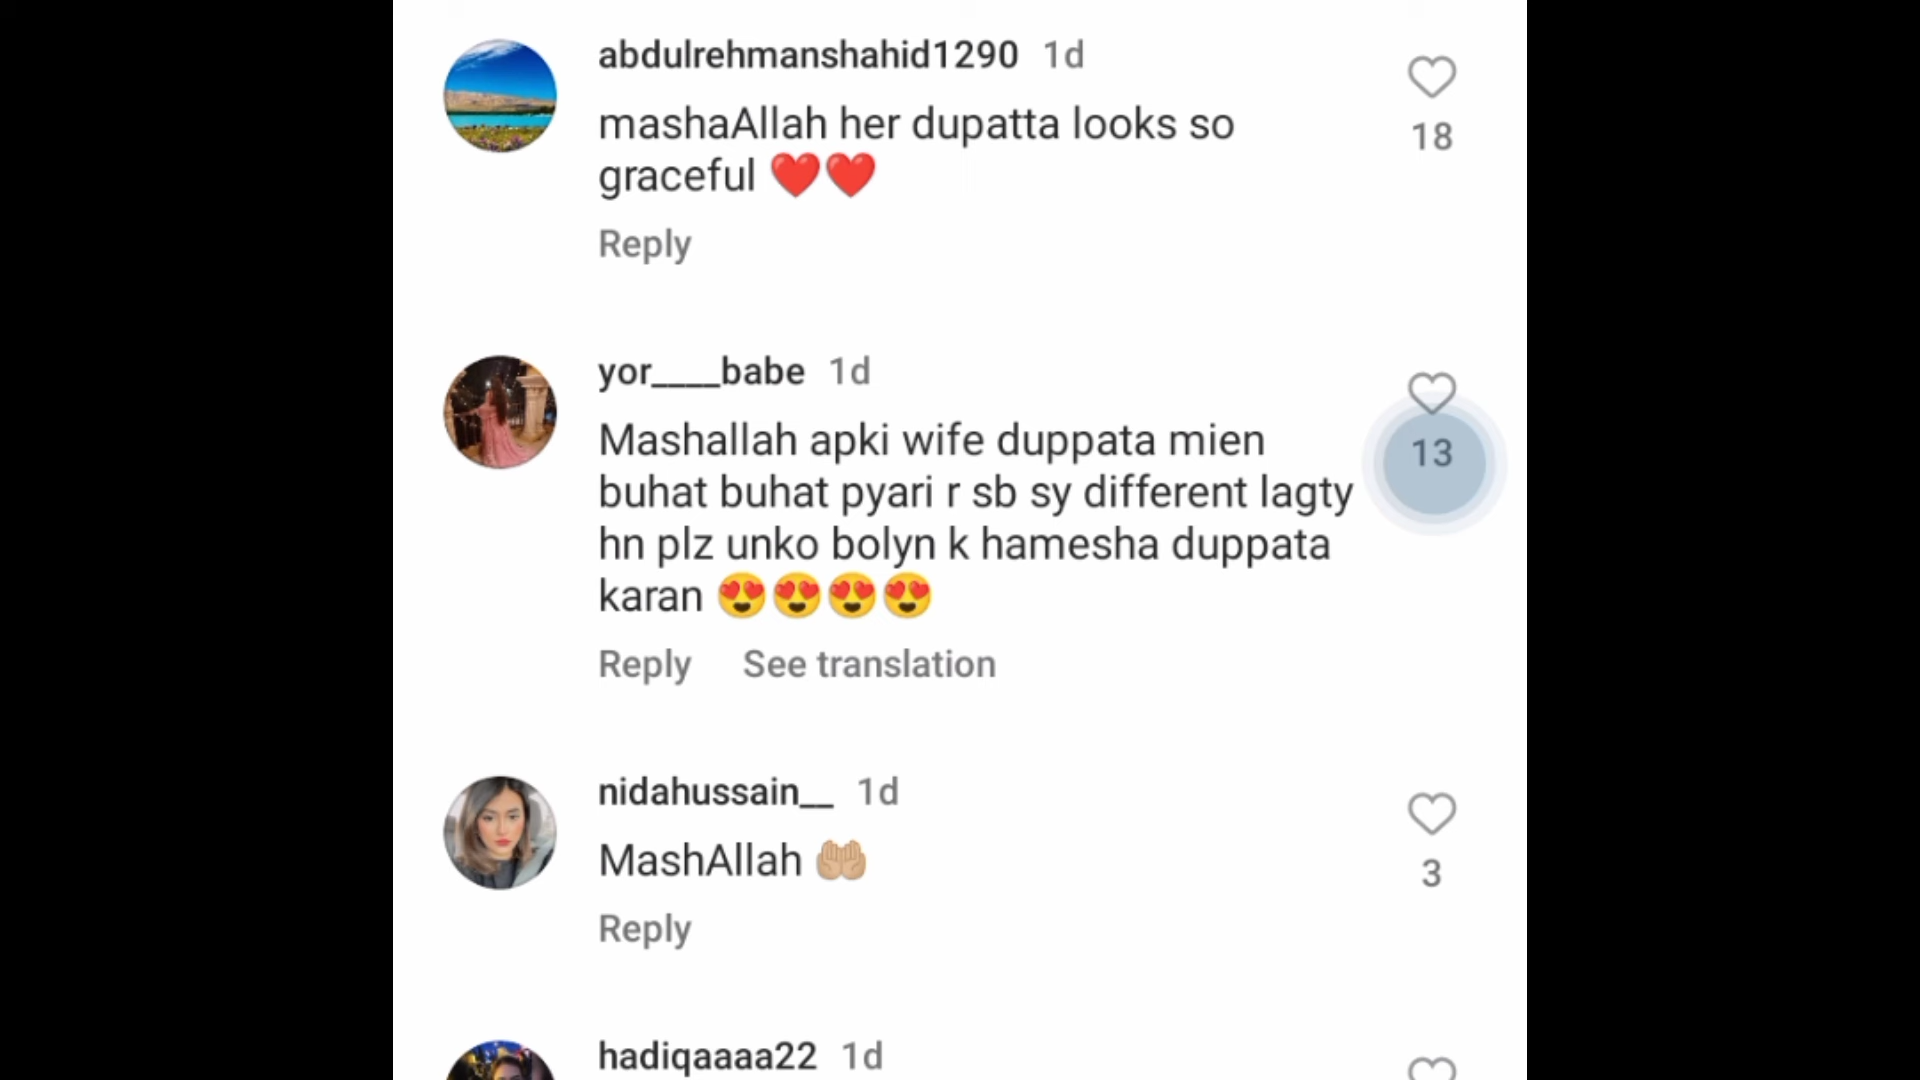 abdulrehmanshahid1290 1d
mashaAllah her dupatta looks so
graceful ❤️❤️
18
Reply
yor____babe 1d
Mashallah apki wife duppata mien
buhat buhat pyari r sb sy different lagty
hn plz unko bolyn k hamesha duppata
karan 😍😍😍😍
13
Reply See translation
nidahussain__ 1d
MashAllah 🤲🏼
3
Reply
hadiqaaaa22 1d